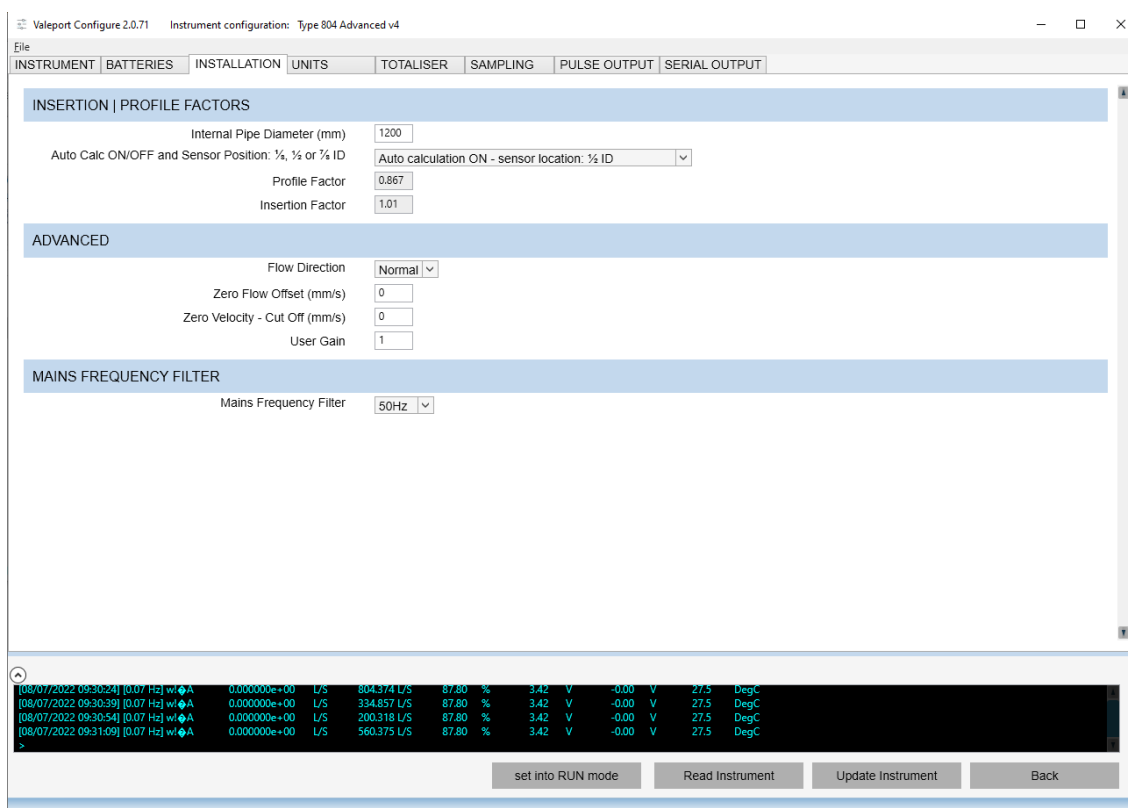 Valeport Configure 2.0.71 Instrument configuration: Type 804 Advanced v4
File
INSTRUMENT BATTERIES INSTALLATION UNITS TOTALISER SAMPLING PULSE OUTPUT SERIAL OUTPUT
INSERTION | PROFILE FACTORS
Internal Pipe Diameter (mm) 1200
Auto Calc ON/OFF and Sensor Position: ⅛, ½ or ⅞ ID Auto calculation ON - sensor location: ½ ID
Profile Factor 0.867
Insertion Factor 1.01
ADVANCED
Flow Direction Normal
Zero Flow Offset (mm/s) 0
Zero Velocity - Cut Off (mm/s) 0
User Gain 1
MAINS FREQUENCY FILTER
Mains Frequency Filter 50Hz
[08/07/2022 09:30:24] [0.07 Hz] w!�A 0.000000e+00 L/S 804.374 L/S 87.80 % 3.42 V -0.00 V 27.5 DegC
[08/07/2022 09:30:39] [0.07 Hz] w!�A 0.000000e+00 L/S 334.857 L/S 87.80 % 3.42 V -0.00 V 27.5 DegC
[08/07/2022 09:30:54] [0.07 Hz] w!�A 0.000000e+00 L/S 200.318 L/S 87.80 % 3.42 V -0.00 V 27.5 DegC
[08/07/2022 09:31:09] [0.07 Hz] w!�A 0.000000e+00 L/S 560.375 L/S 87.80 % 3.42 V -0.00 V 27.5 DegC
>
set into RUN mode Read Instrument Update Instrument Back